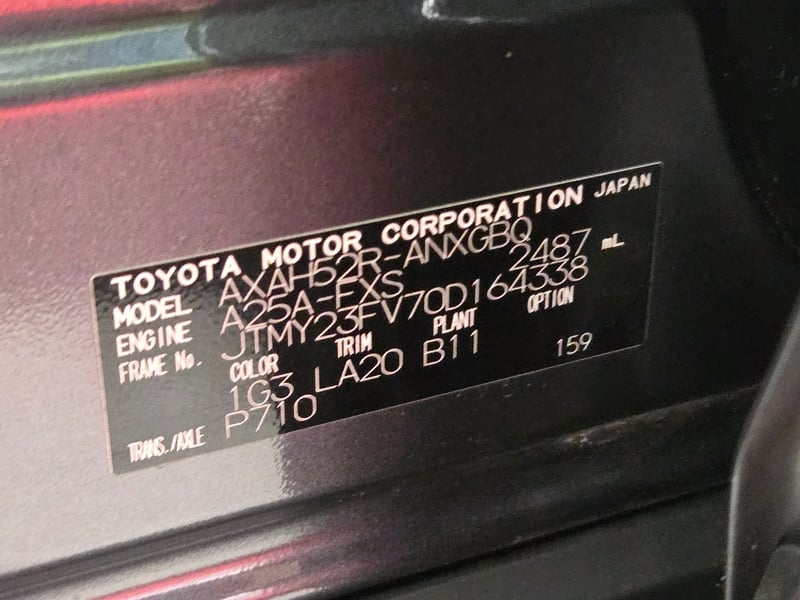 TOYOTA MOTOR CORPORATION JAPAN
MODEL AXAH52R-ANXGBQ
ENGINE A25A-FXS 2487 mL
FRAME No. JTMY23FV70D164338
COLOR TRIM PLANT OPTION
1G3 LA20 B11 159
TRANS./AXLE P710